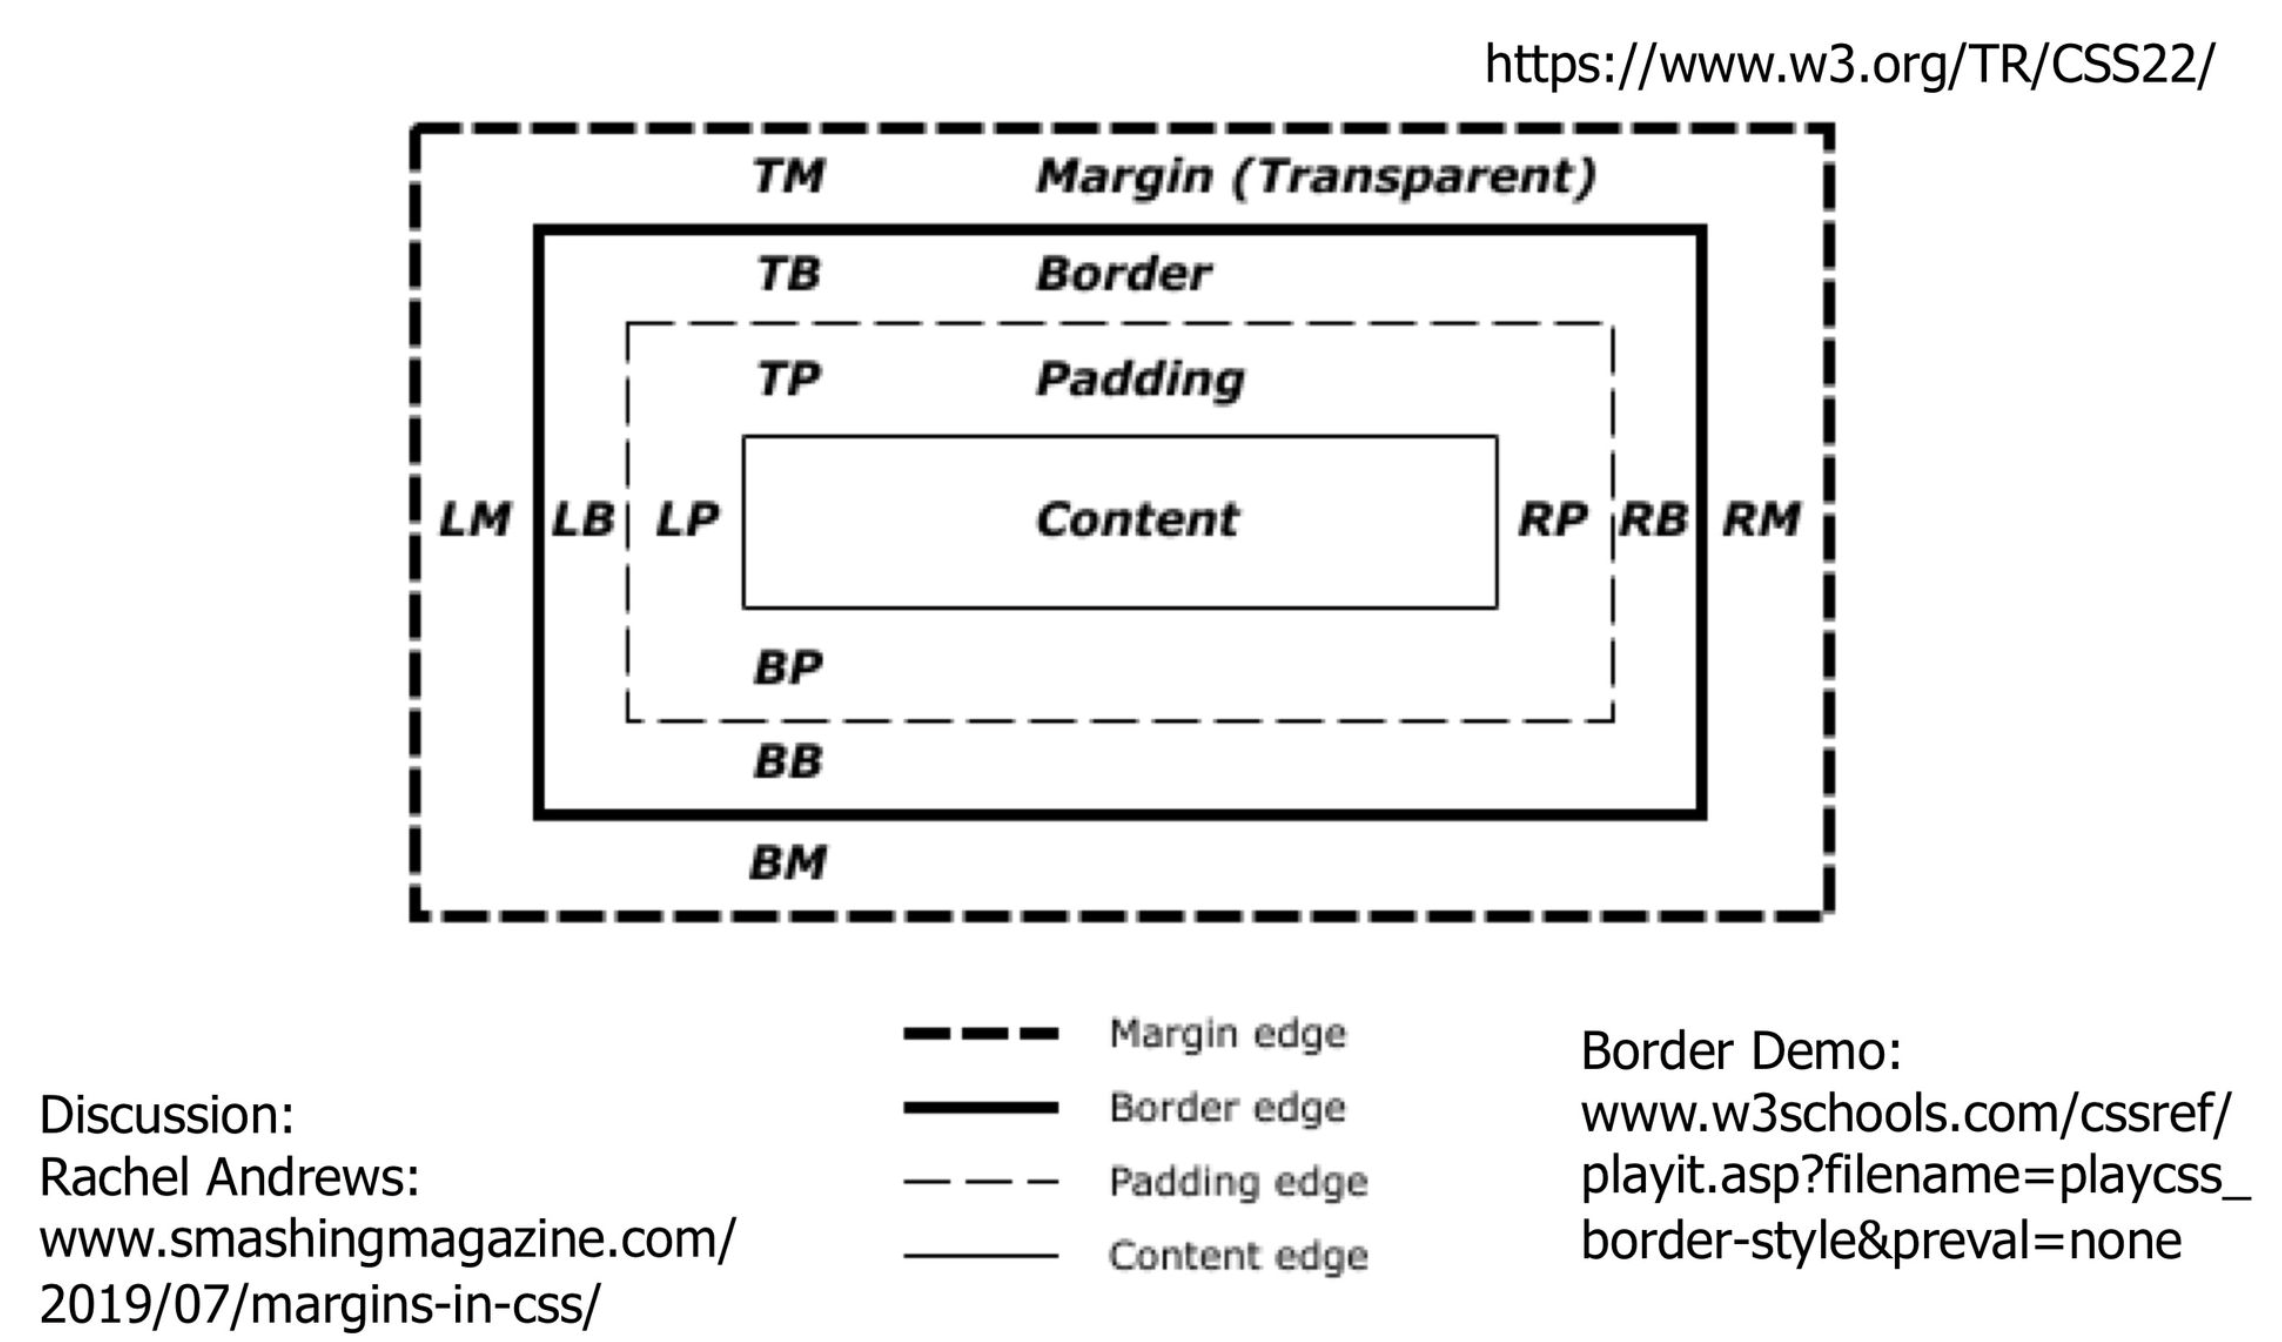 https://www.w3.org/TR/CSS22/
TM Margin (Transparent)
TB Border
TP Padding
LM LB LP Content RP RB RM
BP
BB
BM
Margin edge
Border edge
Padding edge
Content edge
Discussion:
Rachel Andrews:
www.smashingmagazine.com/
2019/07/margins-in-css/
Border Demo:
www.w3schools.com/cssref/
playit.asp?filename=playcss_
border-style&preval=none